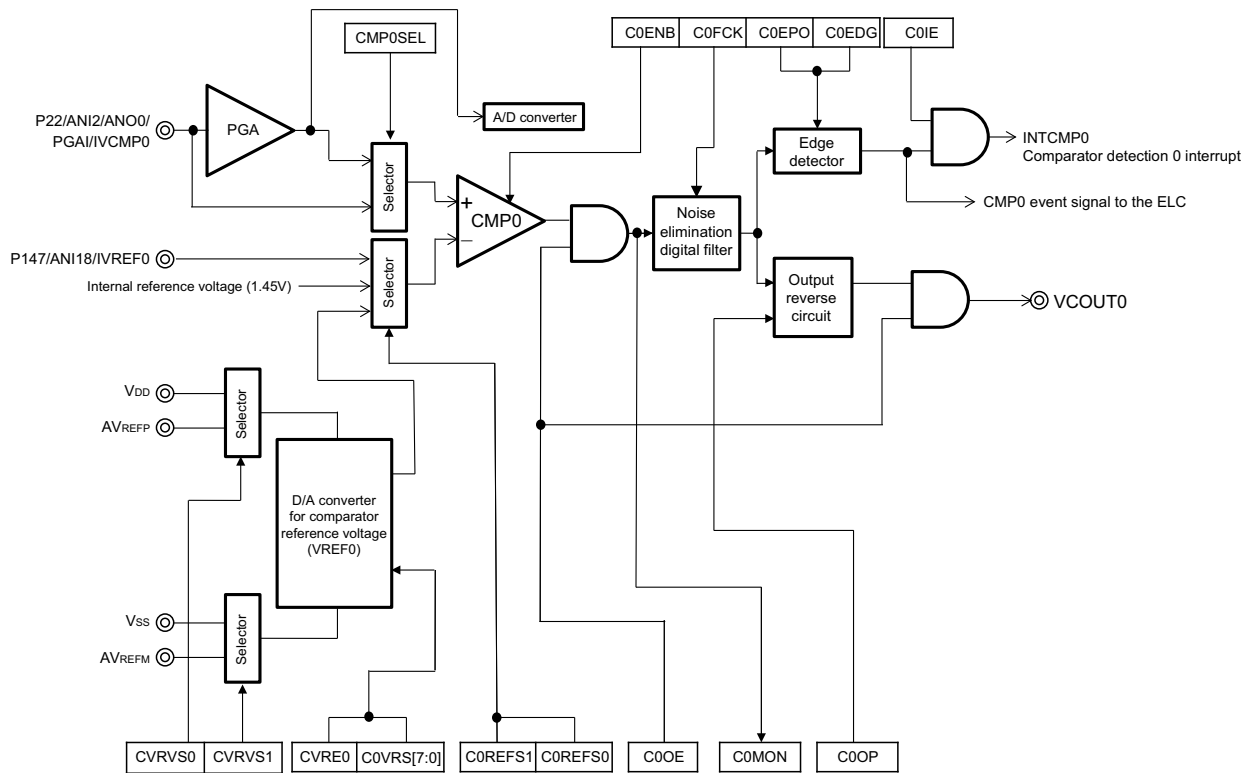 CMP0SEL
C0ENB
C0FCK
C0EPO
C0EDG
C0IE
P22/ANI2/ANO0/
PGAI/IVCMP0
PGA
A/D converter
Selector
Edge
detector
INTCMP0
Comparator detection 0 interrupt
CMP0 event signal to the ELC
+
CMP0
–
Noise
elimination
digital filter
P147/ANI18/IVREF0
Internal reference voltage (1.45V)
Selector
Output
reverse
circuit
VCOUT0
VDD
AVREFP
Selector
D/A converter
for comparator
reference voltage
(VREF0)
VSS
AVREFM
Selector
CVRVS0
CVRVS1
CVRE0
C0VRS[7:0]
C0REFS1
C0REFS0
C0OE
C0MON
C0OP